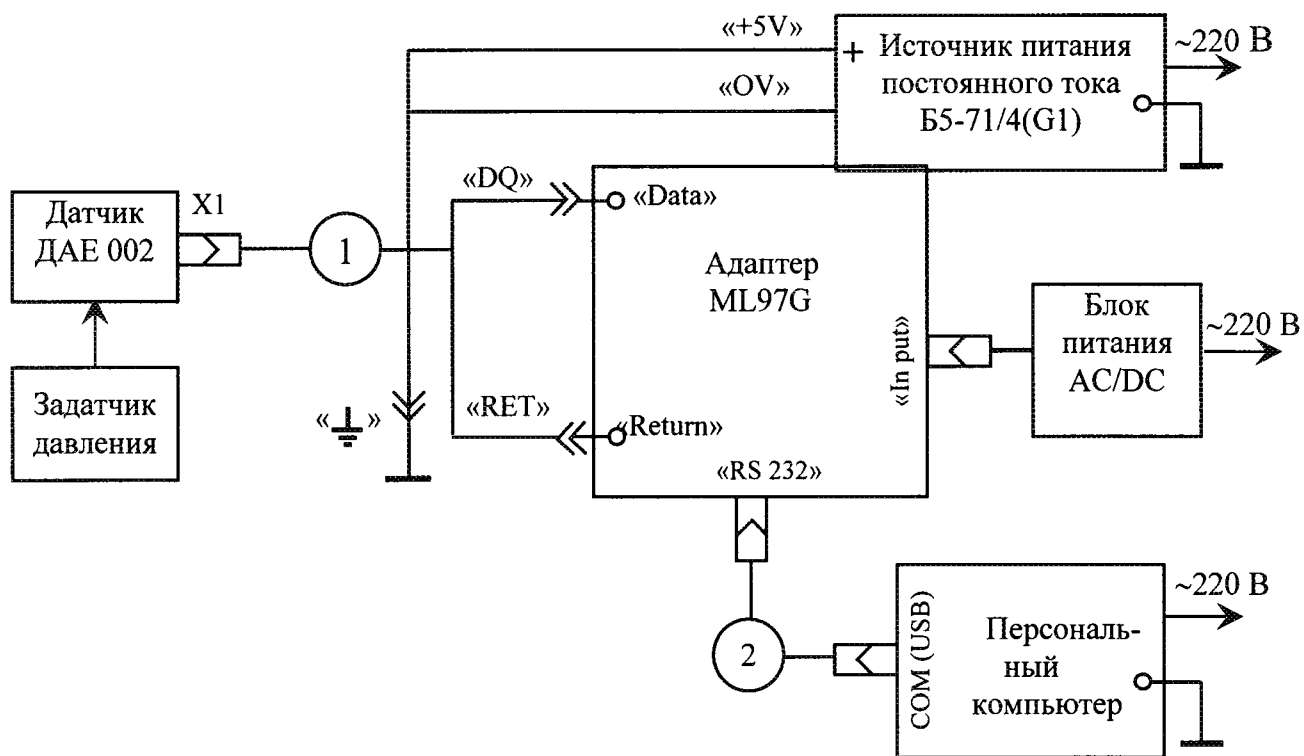 «+5V»
«OV»
+
Источник питания
постоянного тока
Б5-71/4(G1)
~220 В
Датчик
ДАЕ 002
X1
1
«DQ»
«Data»
Адаптер
ML97G
«In put»
Блок
питания
AC/DC
~220 В
Задатчик
давления
« »
«RET»
«Return»
«RS 232»
2
COM (USB)
Персональ-
ный
компьютер
~220 В